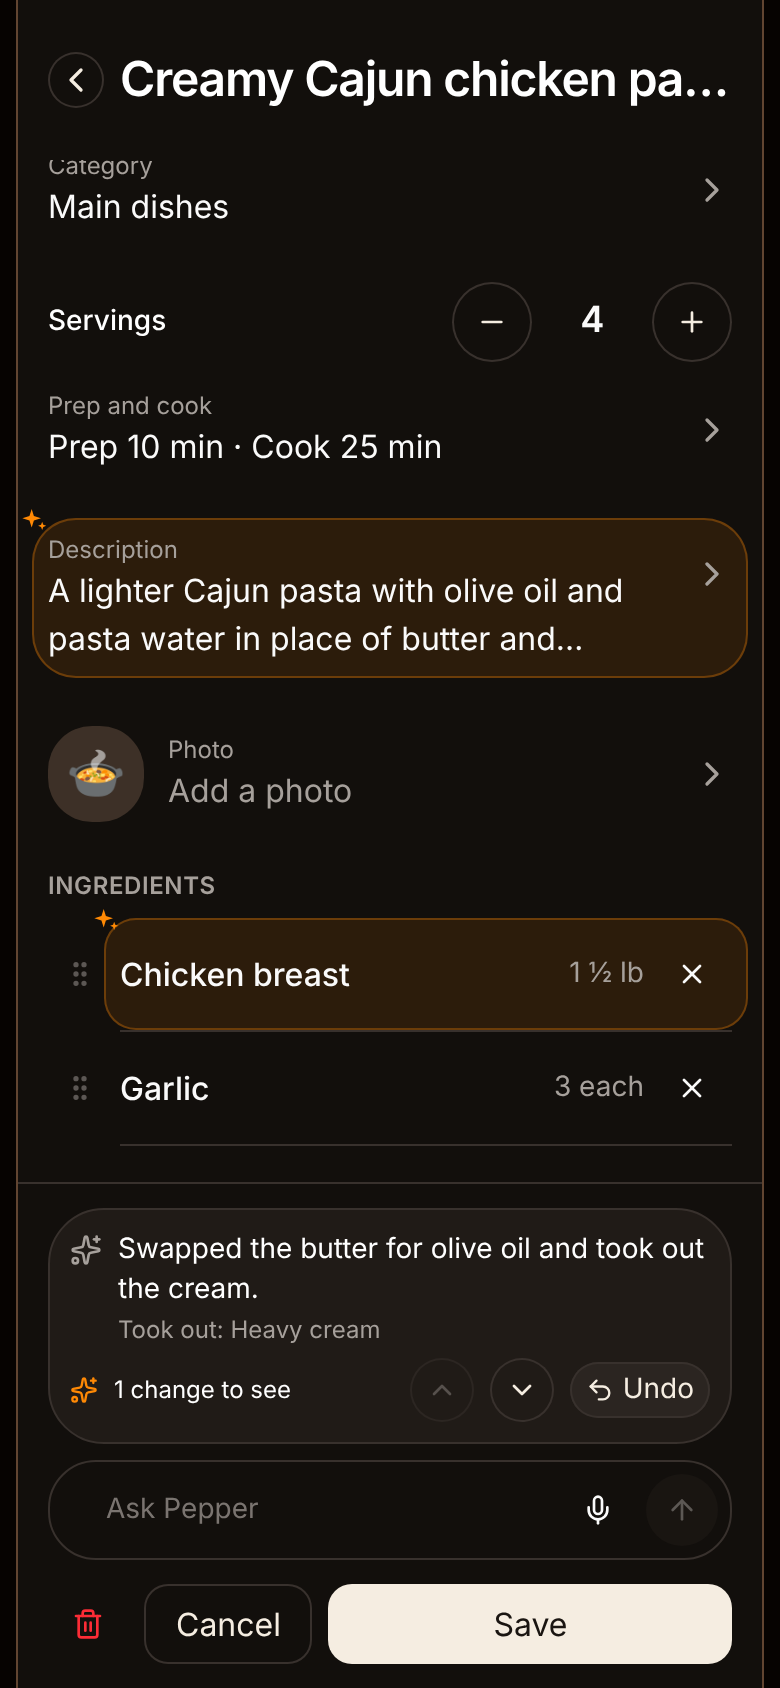 Creamy Cajun chicken pa...
Category
Main dishes
Servings
4
Prep and cook
Prep 10 min · Cook 25 min
Description
A lighter Cajun pasta with olive oil and
pasta water in place of butter and...
Photo
Add a photo
INGREDIENTS
Chicken breast 1 ½ lb
Garlic 3 each
Swapped the butter for olive oil and took out
the cream.
Took out: Heavy cream
1 change to see Undo
Ask Pepper
Cancel Save